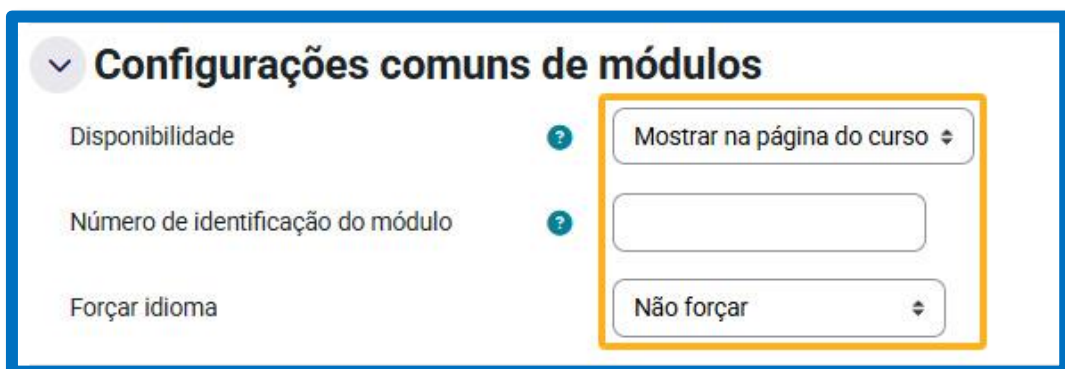 Configurações comuns de módulos
Disponibilidade ? Mostrar na página do curso
Número de identificação do módulo ?
Forçar idioma Não forçar